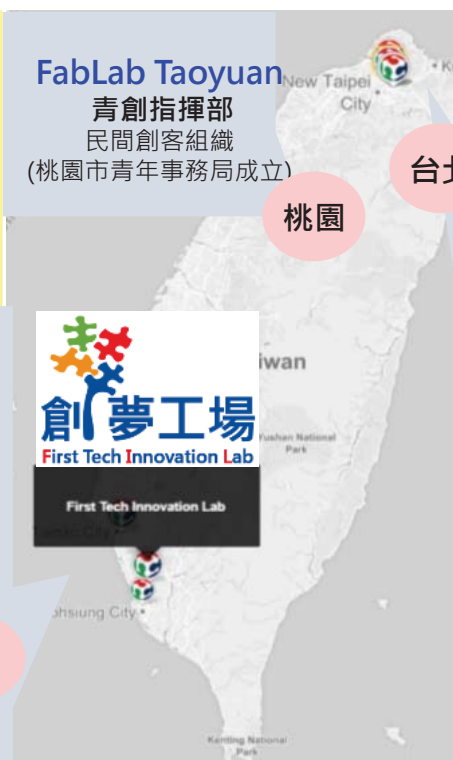 FabLab Taoyuan
青創指揮部
民間創客組織
(桃園市青年事務局成立)
New Taipei
City
台北
桃園
iwan
Yushan National
Park
創夢工場
First Tech Innovation Lab
First Tech Innovation Lab
ohsiung City
Kenting National
Park